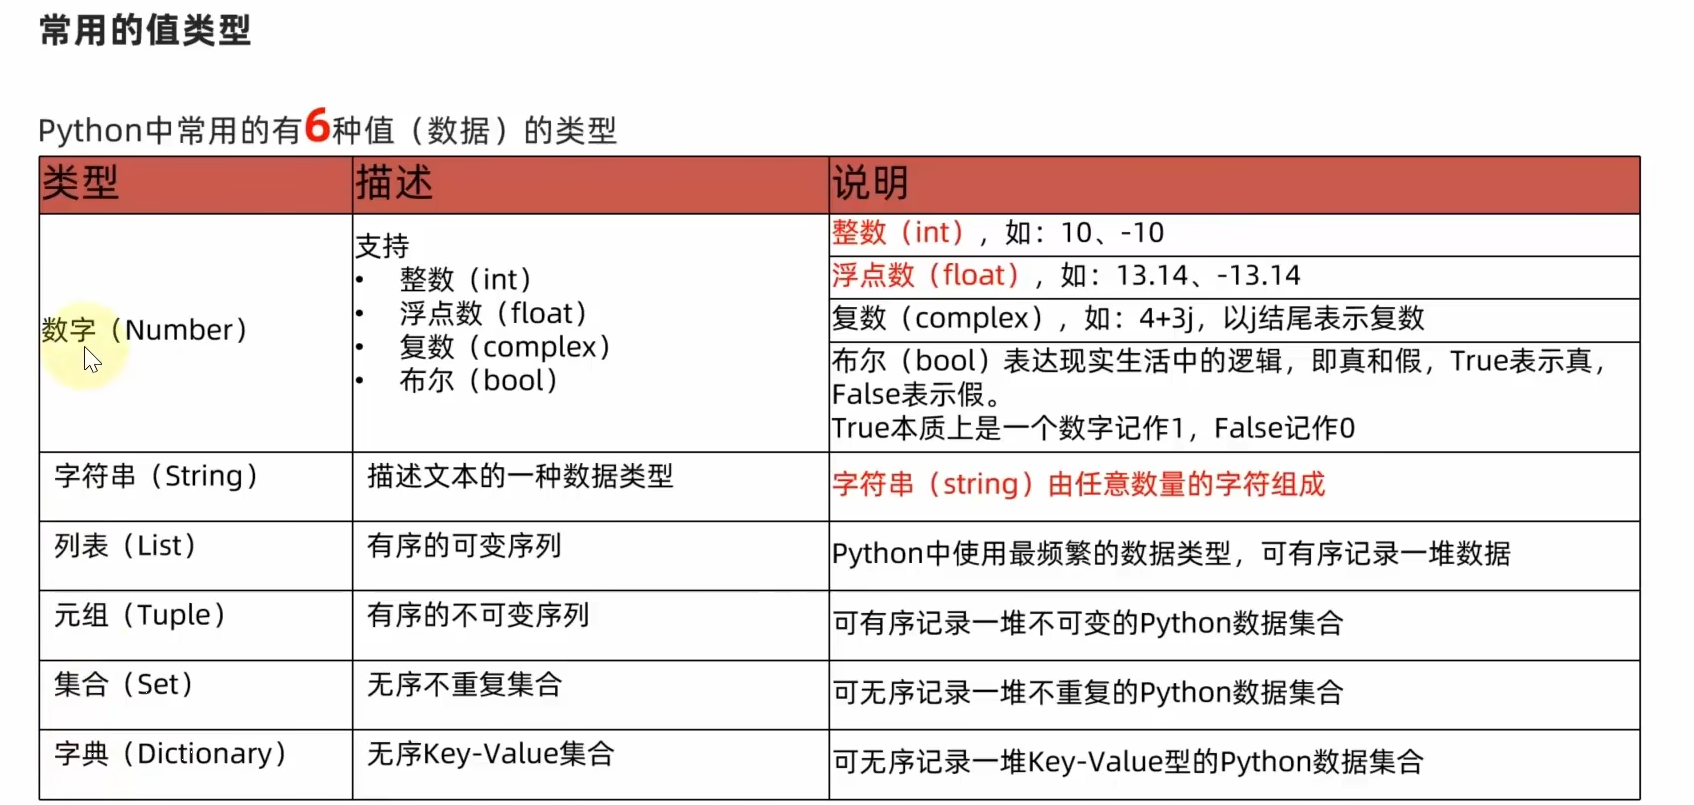 常用的值类型
Python中常用的有6种值（数据）的类型
类型 描述 说明
数字（Number）
支持
• 整数（int）
• 浮点数（float）
• 复数（complex）
• 布尔（bool）
整数（int），如：10、-10
浮点数（float），如：13.14、-13.14
复数（complex），如：4+3j，以j结尾表示复数
布尔（bool）表达现实生活中的逻辑，即真和假，True表示真，
False表示假。
True本质上是一个数字记作1，False记作0
字符串（String） 描述文本的一种数据类型 字符串（string）由任意数量的字符组成
列表（List） 有序的可变序列 Python中使用最频繁的数据类型，可有序记录一堆数据
元组（Tuple） 有序的不可变序列 可有序记录一堆不可变的Python数据集合
集合（Set） 无序不重复集合 可无序记录一堆不重复的Python数据集合
字典（Dictionary） 无序Key-Value集合 可无序记录一堆Key-Value型的Python数据集合